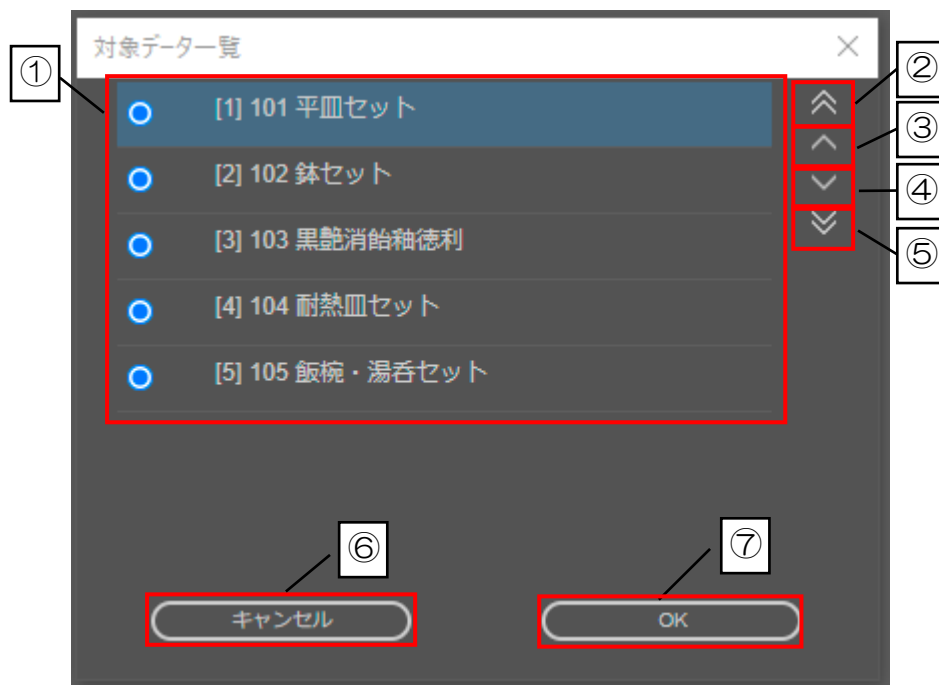 対象データ一覧
①
②
[1] 101 平皿セット
③
[2] 102 鉢セット
④
[3] 103 黒艶消飴釉徳利
⑤
[4] 104 耐熱皿セット
[5] 105 飯椀・湯呑セット
⑥
⑦
キャンセル
OK